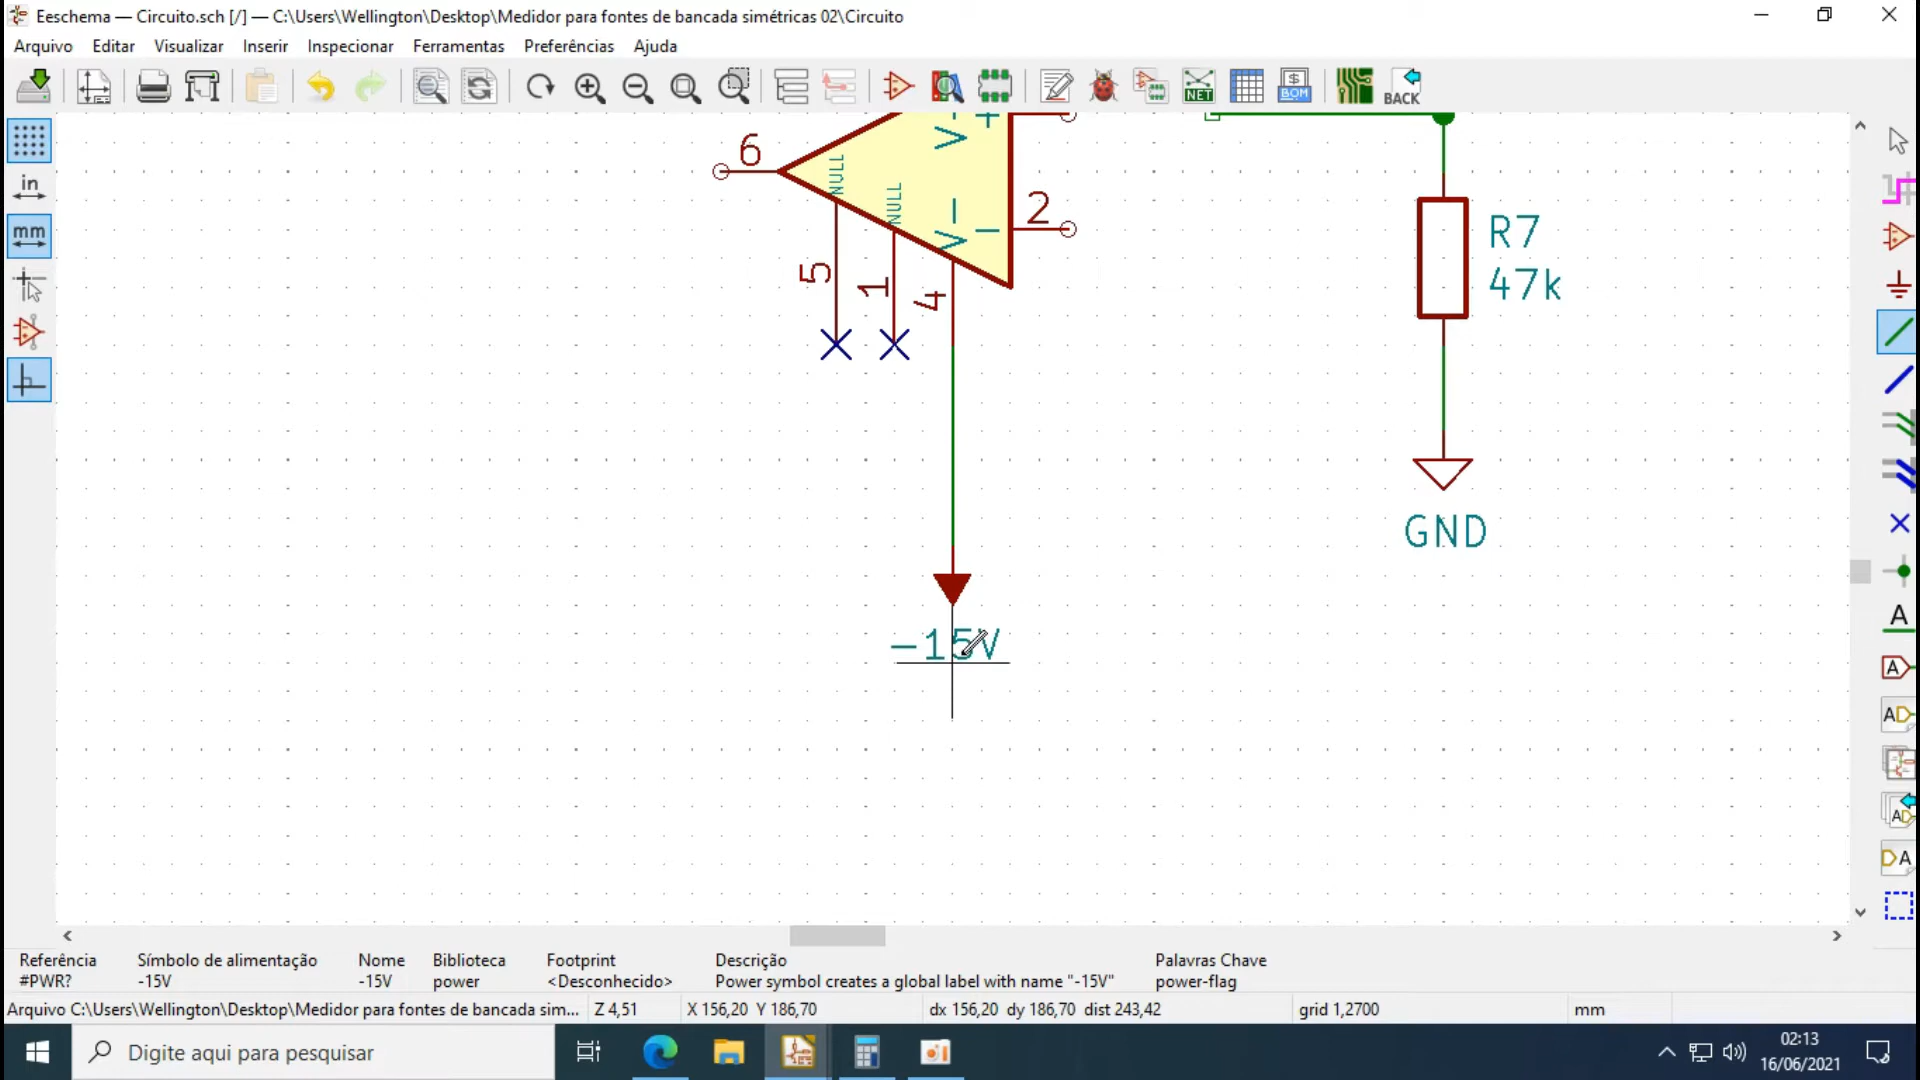 Eeschema — Circuito.sch [/] — C:\Users\Wellington\Desktop\Medidor para fontes de bancada simétricas 02\Circuito
Arquivo Editar Visualizar Inserir Inspecionar Ferramentas Preferências Ajuda
NET
$
BOM
BACK
in
mm
6
NULL
NULL
V-
+
V-
-
2
5
1
4
R7
47k
GND
-15V
A
A
A
A
A
Referência Símbolo de alimentação Nome Biblioteca Footprint Descrição Palavras Chave
#PWR? -15V -15V power <Desconhecido> Power symbol creates a global label with name "-15V" power-flag
Arquivo C:\Users\Wellington\Desktop\Medidor para fontes de bancada sim... Z 4,51 X 156,20 Y 186,70 dx 156,20 dy 186,70 dist 243,42 grid 1,2700 mm
Digite aqui para pesquisar
02:13
16/06/2021